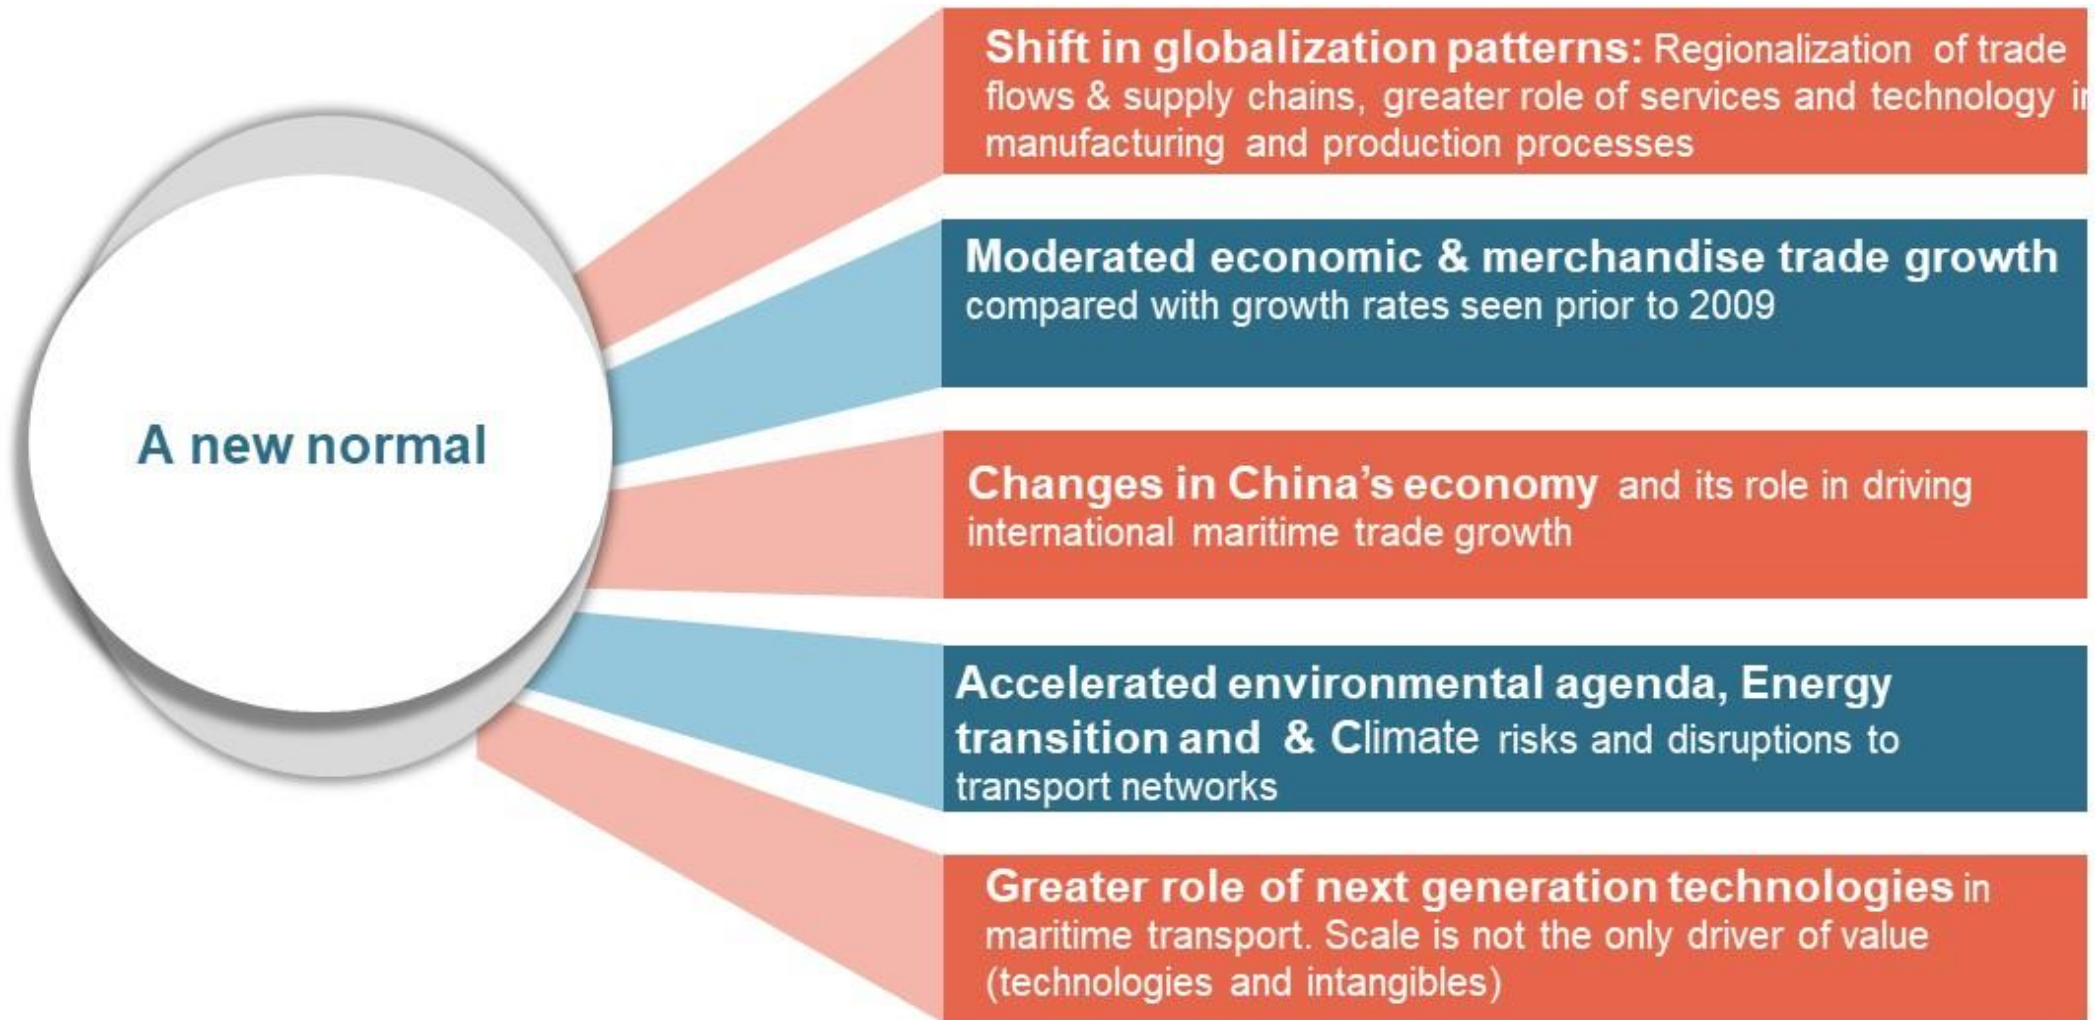 A new normal
Shift in globalization patterns: Regionalization of trade
flows & supply chains, greater role of services and technology in
manufacturing and production processes
Moderated economic & merchandise trade growth
compared with growth rates seen prior to 2009
Changes in China’s economy and its role in driving
international maritime trade growth
Accelerated environmental agenda, Energy
transition and & Climate risks and disruptions to
transport networks
Greater role of next generation technologies in
maritime transport. Scale is not the only driver of value
(technologies and intangibles)